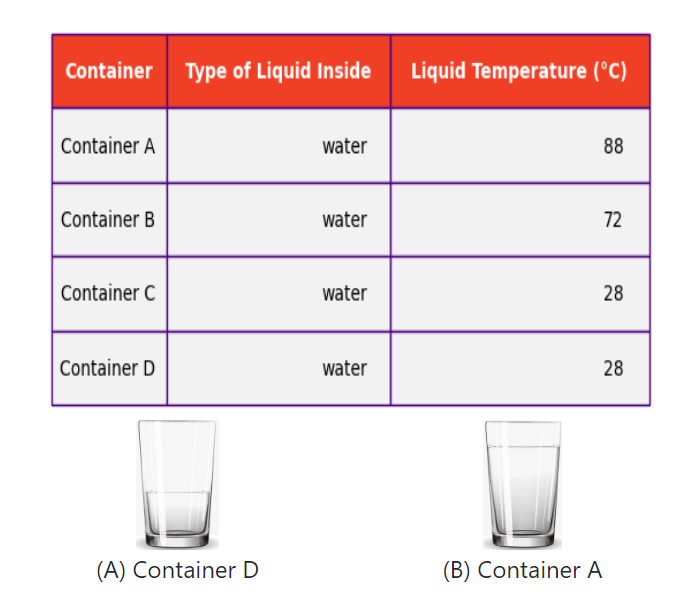 Container Type of Liquid Inside Liquid Temperature (°C)
Container A water 88
Container B water 72
Container C water 28
Container D water 28
(A) Container D (B) Container A